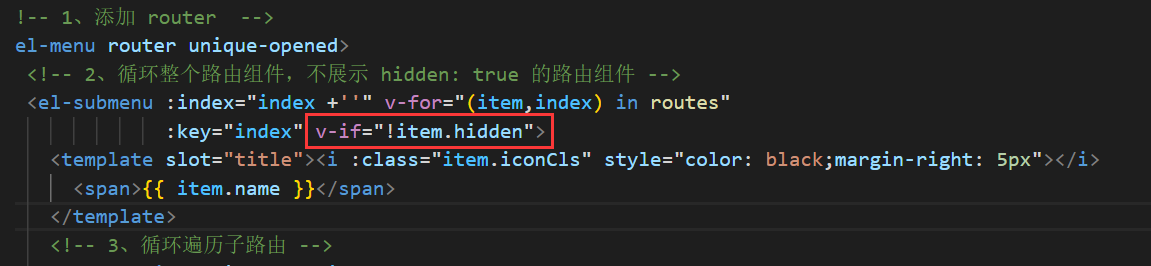 !-- 1、添加 router  -->
el-menu router unique-opened>
<!-- 2、循环整个路由组件，不展示 hidden: true 的路由组件 -->
<el-submenu :index="index +''" v-for="(item,index) in routes"
:key="index" v-if="!item.hidden">
<template slot="title"><i :class="item.iconCls" style="color: black;margin-right: 5px"></i>
<span>{{ item.name }}</span>
</template>
<!-- 3、循环遍历子路由 -->